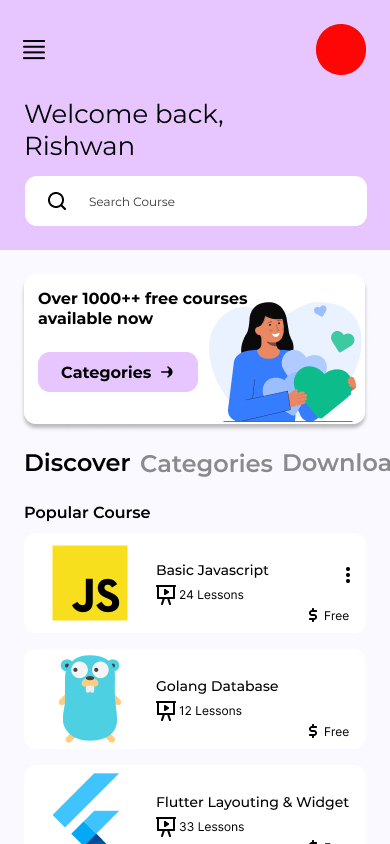 Welcome back,
Rishwan
Search Course
Over 1000++ free courses
available now
Categories
Discover Categories Downloa
Popular Course
JS
Basic Javascript
24 Lessons
$ Free
Golang Database
12 Lessons
$ Free
Flutter Layouting & Widget
33 Lessons